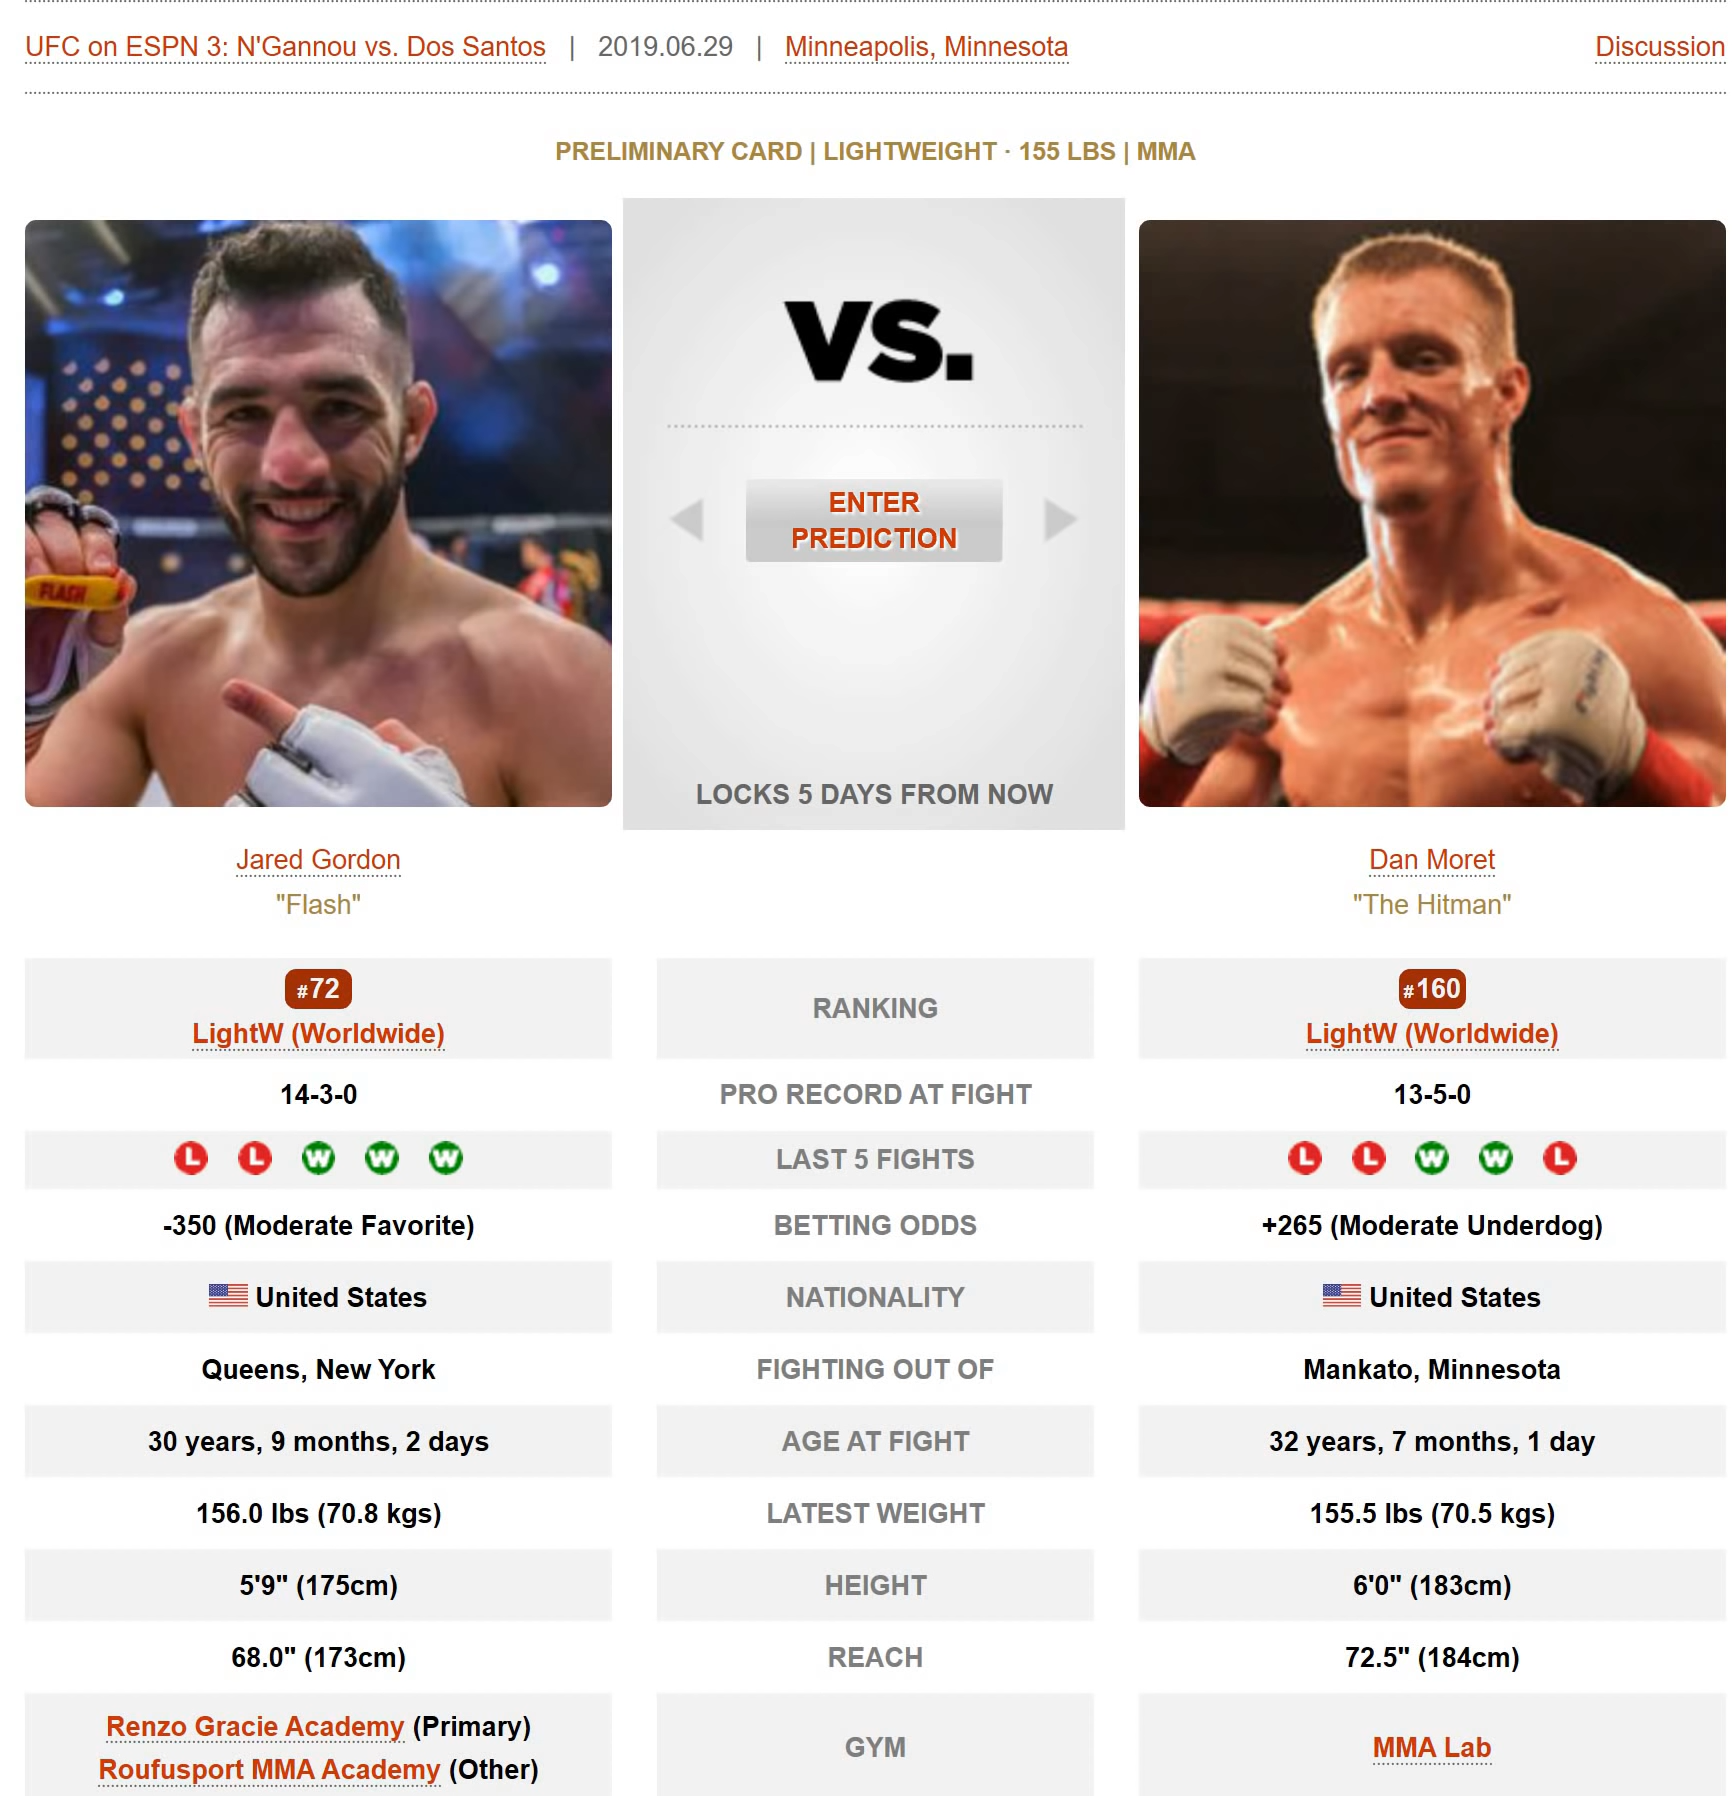 UFC on ESPN 3: N'Gannou vs. Dos Santos | 2019.06.29 | Minneapolis, Minnesota Discussion
PRELIMINARY CARD | LIGHTWEIGHT · 155 LBS | MMA
VS.
ENTER
PREDICTION
FLASH
LOCKS 5 DAYS FROM NOW
Jared Gordon Dan Moret
"Flash" "The Hitman"
#72 RANKING #160
LightW (Worldwide) LightW (Worldwide)
14-3-0 PRO RECORD AT FIGHT 13-5-0
L L W W W LAST 5 FIGHTS L L W W L
-350 (Moderate Favorite) BETTING ODDS +265 (Moderate Underdog)
United States NATIONALITY United States
Queens, New York FIGHTING OUT OF Mankato, Minnesota
30 years, 9 months, 2 days AGE AT FIGHT 32 years, 7 months, 1 day
156.0 lbs (70.8 kgs) LATEST WEIGHT 155.5 lbs (70.5 kgs)
5'9" (175cm) HEIGHT 6'0" (183cm)
68.0" (173cm) REACH 72.5" (184cm)
Renzo Gracie Academy (Primary) GYM MMA Lab
Roufusport MMA Academy (Other)